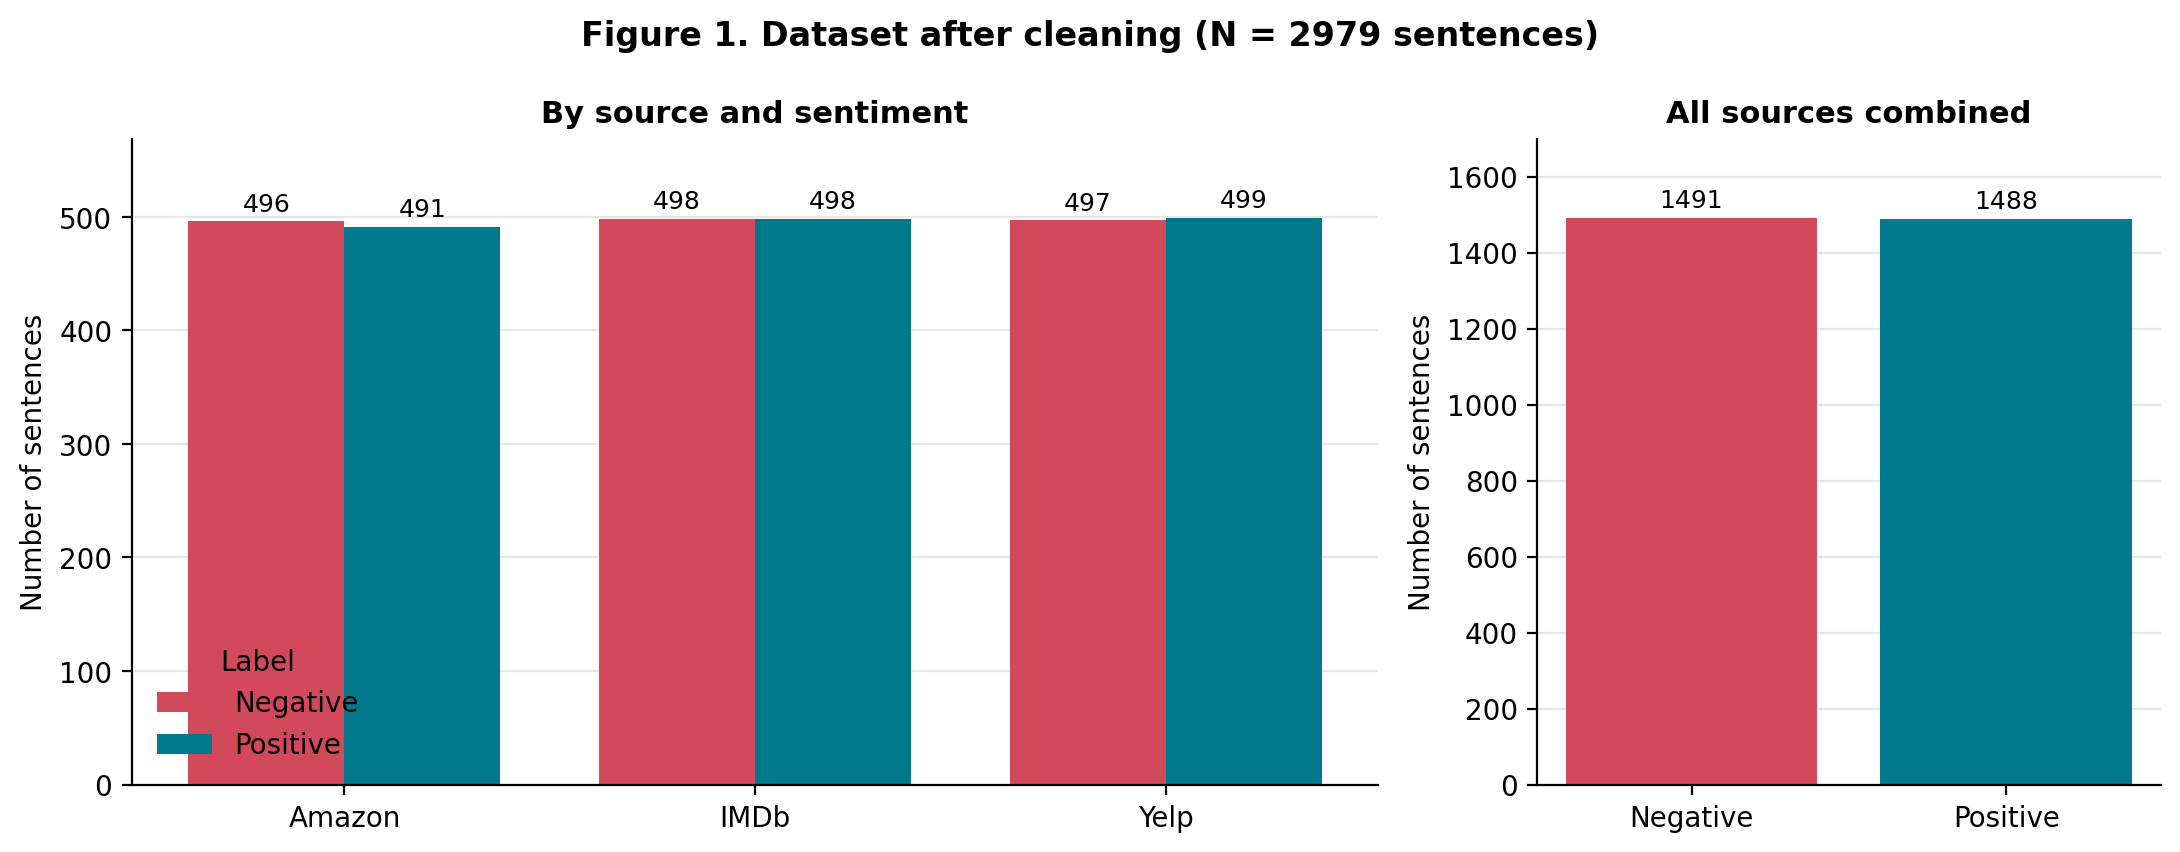 Figure 1. Dataset after cleaning (N = 2979 sentences)
By source and sentiment
Number of sentences
500
400
300
200
100
0
496
491
498
498
497
499
Label
Negative
Positive
Amazon
IMDb
Yelp
All sources combined
Number of sentences
1600
1400
1200
1000
800
600
400
200
0
1491
1488
Negative
Positive